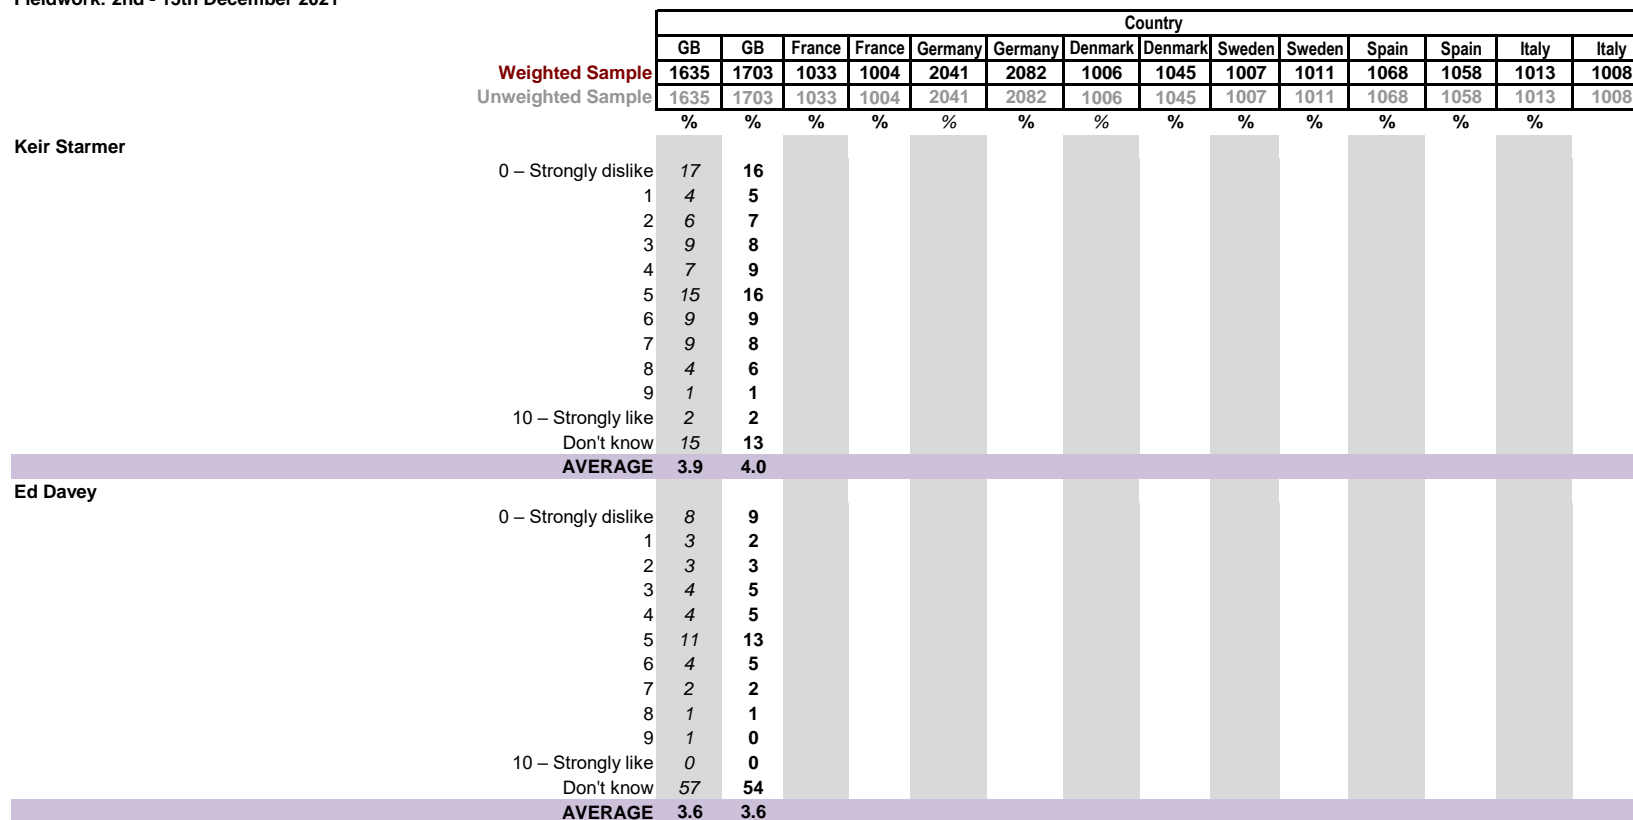 Fieldwork: 2nd - 15th December 2021
Country
GB GB France France Germany Germany Denmark Denmark Sweden Sweden Spain Spain Italy Italy
Weighted Sample 1635 1703 1033 1004 2041 2082 1006 1045 1007 1011 1068 1058 1013 1008
Unweighted Sample 1635 1703 1033 1004 2041 2082 1006 1045 1007 1011 1068 1058 1013 1008
% % % % % % % % % % % % %
Keir Starmer
0 – Strongly dislike 17 16
1 4 5
2 6 7
3 9 8
4 7 9
5 15 16
6 9 9
7 9 8
8 4 6
9 1 1
10 – Strongly like 2 2
Don't know 15 13
AVERAGE 3.9 4.0
Ed Davey
0 – Strongly dislike 8 9
1 3 2
2 3 3
3 4 5
4 4 5
5 11 13
6 4 5
7 2 2
8 1 1
9 1 0
10 – Strongly like 0 0
Don't know 57 54
AVERAGE 3.6 3.6